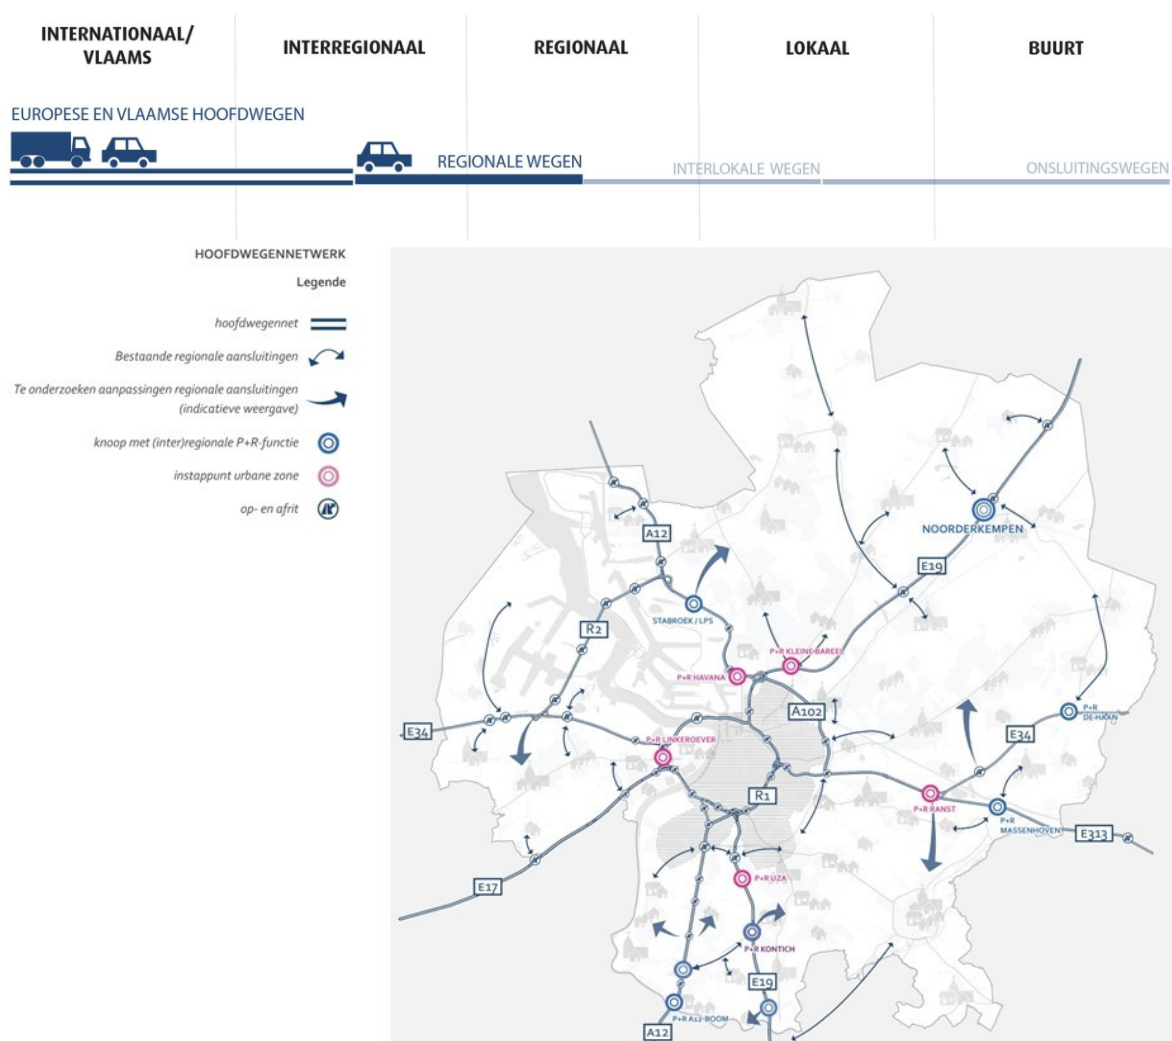 INTERNATIONAAL/
VLAAMS
INTERREGIONAAL
REGIONAAL
LOKAAL
BUURT
EUROPESE EN VLAAMSE HOOFDWEGEN
REGIONALE WEGEN
INTERLOKALE WEGEN
ONSLUITINGSWEGEN
HOOFDWEGENNETWERK
Legende
hoofdwegennet
Bestaande regionale aansluitingen
Te onderzoeken aanpassingen regionale aansluitingen
(indicatieve weergave)
knoop met (inter)regionale P+R-functie
instappunt urbane zone
op- en afrit
A12
NOORDERKEMPEN
E19
STABROEK / LPS
R2
P+R KLEINE-BAREEL
P+R HAVANA
A102
P+R
DE-HAAN
E34
E34
P+R LINKEROEVER
R1
P+R RANST
P+R
MASSENHOVEN
E313
E17
P+R UZA
P+R KONTICH
E19
P+R A12-BOOM
A12